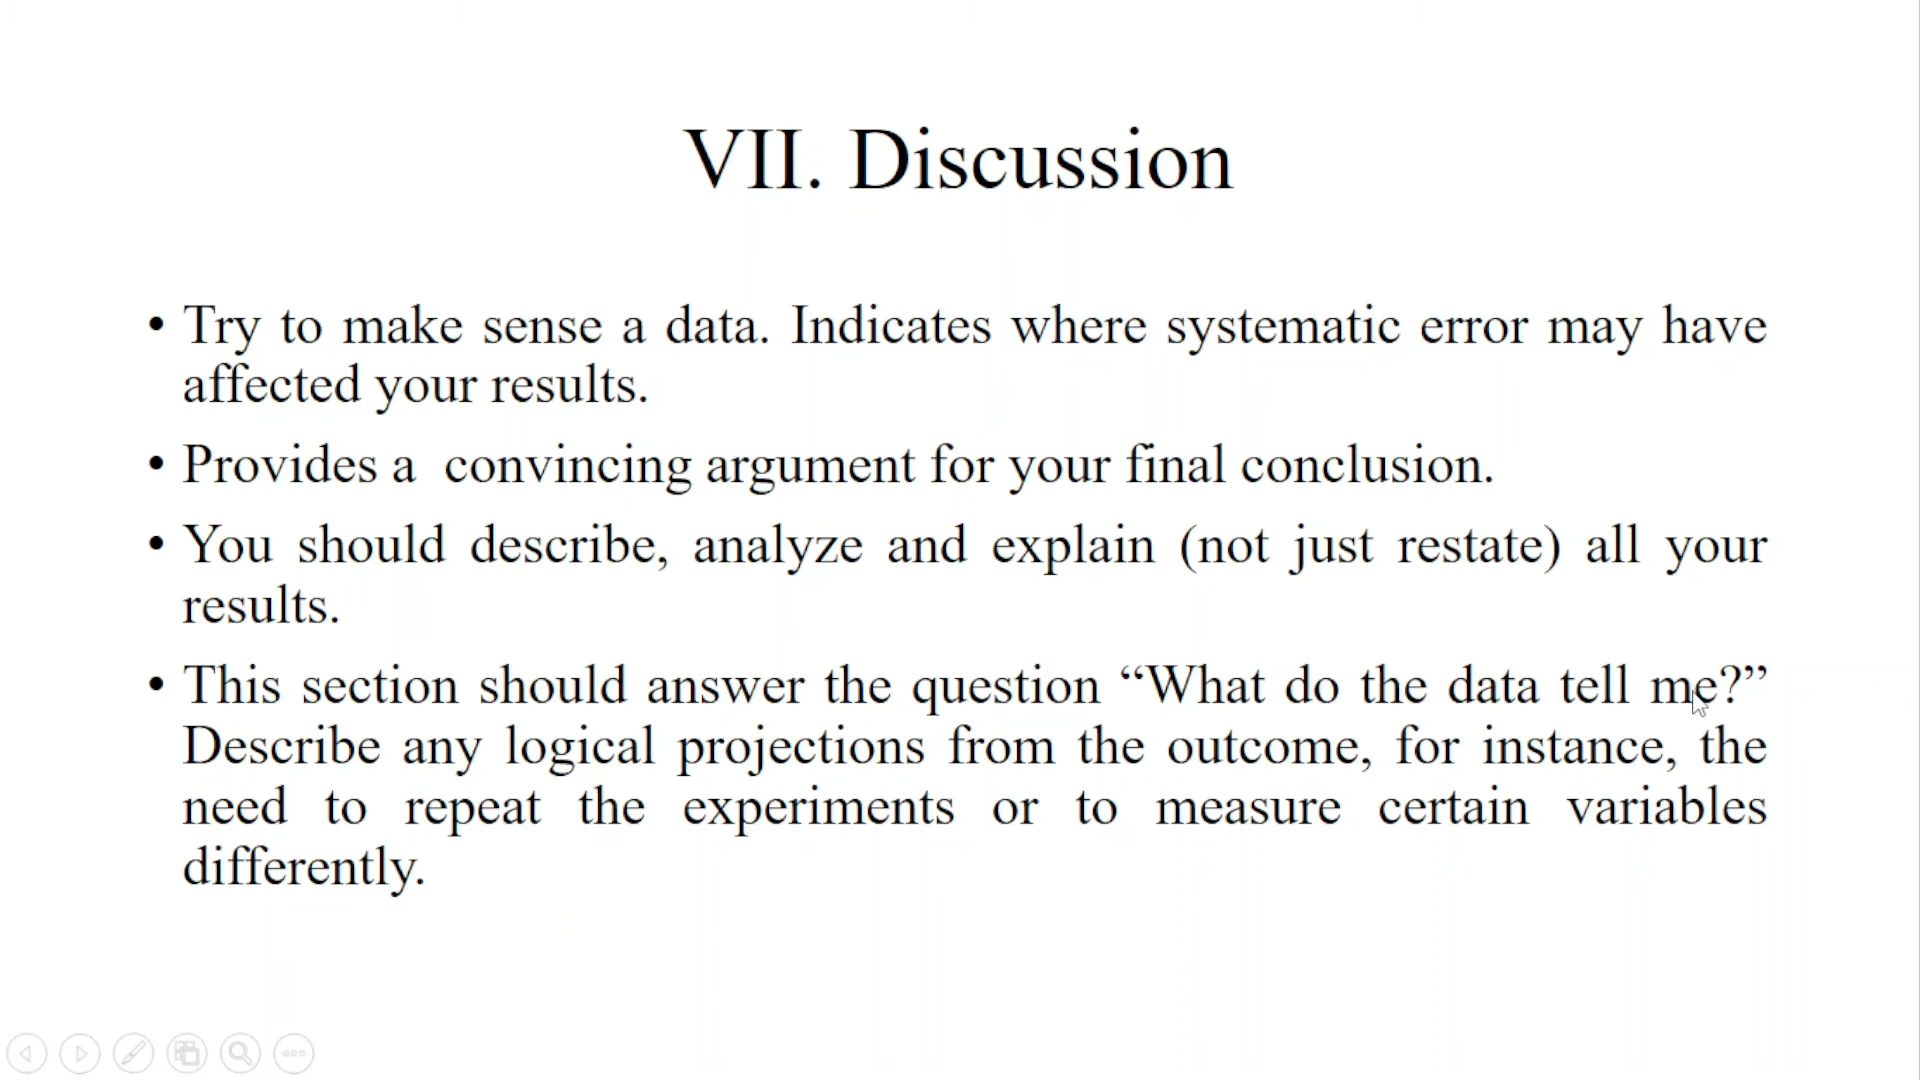 VII. Discussion
• Try to make sense a data. Indicates where systematic error may have
affected your results.
• Provides a  convincing argument for your final conclusion.
• You should describe, analyze and explain (not just restate) all your
results.
• This section should answer the question “What do the data tell me?”
Describe any logical projections from the outcome, for instance, the
need to repeat the experiments or to measure certain variables
differently.